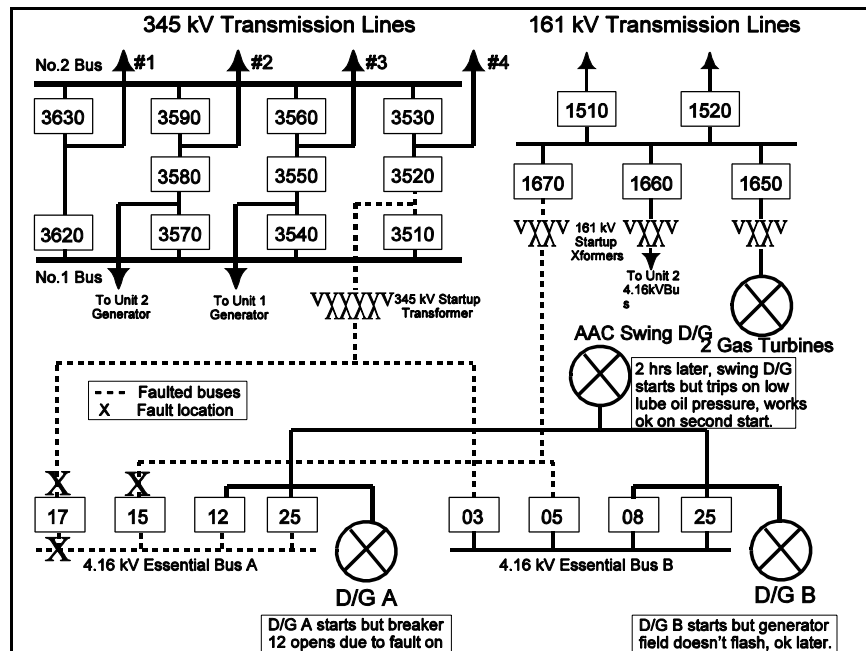 345 kV Transmission Lines
161 kV Transmission Lines
No.2 Bus
#1
#2
#3
#4
3630
3590
3560
3530
1510
1520
3580
3550
3520
1670
1660
1650
3620
3570
3540
3510
No.1 Bus
To Unit 2
Generator
To Unit 1
Generator
345 kV Startup
Transformer
161 kV
Startup
Xformers
To Unit 2
4.16kVBu
s
2 Gas Turbines
AAC Swing D/G
2 hrs later, swing D/G
starts but trips on low
lube oil pressure, works
ok on second start.
Faulted buses
X Fault location
X
X
17
15
12
25
03
05
08
25
X
4.16 kV Essential Bus A
4.16 kV Essential Bus B
D/G A
D/G B
D/G A starts but breaker
12 opens due to fault on
D/G B starts but generator
field doesn't flash, ok later.